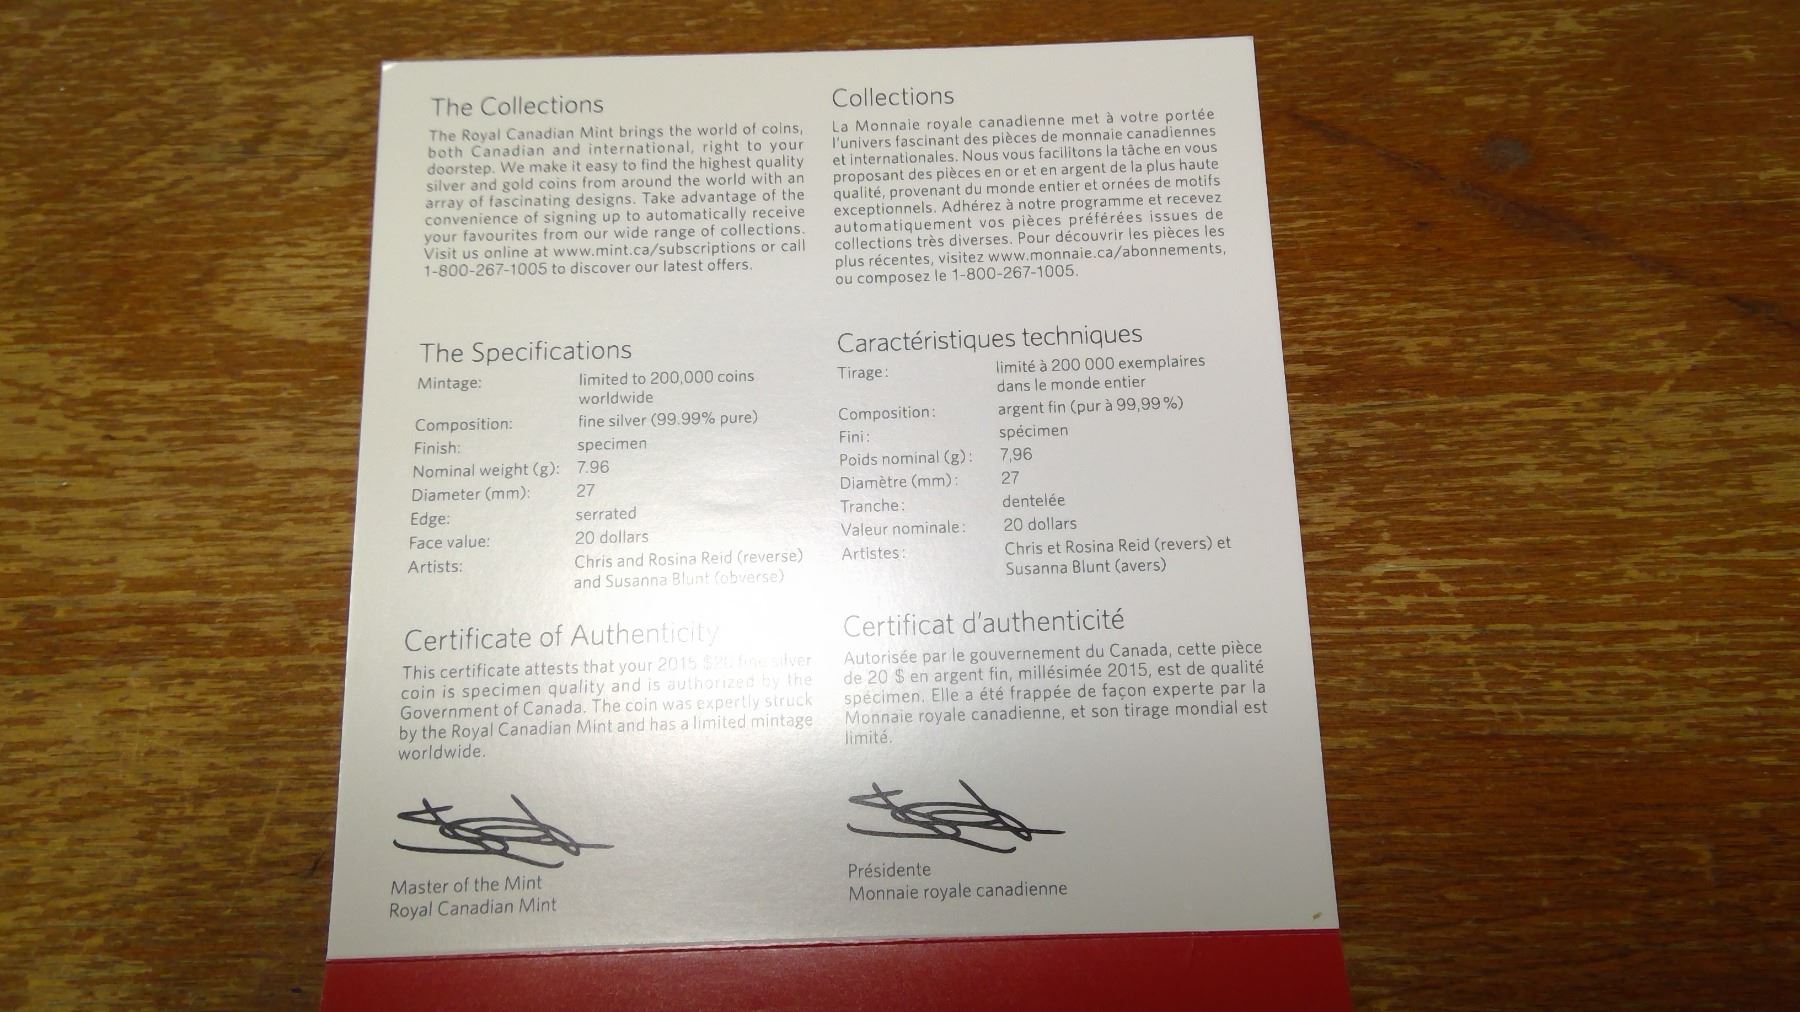 The Collections
The Royal Canadian Mint brings the world of coins,
both Canadian and international, right to your
doorstep. We make it easy to find the highest quality
silver and gold coins from around the world with an
array of fascinating designs. Take advantage of the
convenience of signing up to automatically receive
your favourites from our wide range of collections.
Visit us online at www.mint.ca/subscriptions or call
1-800-267-1005 to discover our latest offers.
The Specifications
Mintage: limited to 200,000 coins
worldwide
Composition: fine silver (99.99% pure)
Finish: specimen
Nominal weight (g): 7.96
Diameter (mm): 27
Edge: serrated
Face value: 20 dollars
Artists: Chris and Rosina Reid (reverse)
and Susanna Blunt (obverse)
Certificate of Authenticity
This certificate attests that your 2015 $20 fine silver
coin is specimen quality and is authorized by the
Government of Canada. The coin was expertly struck
by the Royal Canadian Mint and has a limited mintage
worldwide.
Master of the Mint
Royal Canadian Mint
Collections
La Monnaie royale canadienne met à votre portée
l'univers fascinant des pièces de monnaie canadiennes
et internationales. Nous vous facilitons la tâche en vous
proposant des pièces en or et en argent de la plus haute
qualité, provenant du monde entier et ornées de motifs
exceptionnels. Adhérez à notre programme et recevez
automatiquement vos pièces préférées issues de
collections très diverses. Pour découvrir les pièces les
plus récentes, visitez www.monnaie.ca/abonnements,
ou composez le 1-800-267-1005.
Caractéristiques techniques
Tirage: limité à 200 000 exemplaires
dans le monde entier
Composition: argent fin (pur à 99,99 %)
Fini: spécimen
Poids nominal (g): 7,96
Diamètre (mm): 27
Tranche: dentelée
Valeur nominale: 20 dollars
Artistes: Chris et Rosina Reid (revers) et
Susanna Blunt (avers)
Certificat d'authenticité
Autorisée par le gouvernement du Canada, cette pièce
de 20 $ en argent fin, millésimée 2015, est de qualité
spécimen. Elle a été frappée de façon experte par la
Monnaie royale canadienne, et son tirage mondial est
limité.
Présidente
Monnaie royale canadienne